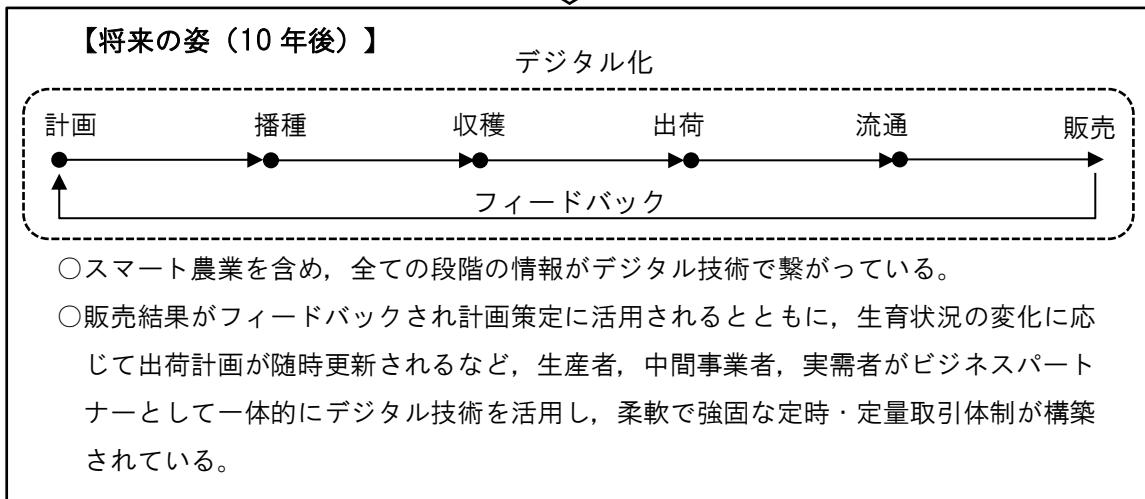 【将来の姿（10 年後）】
デジタル化
計画 播種 収穫 出荷 流通 販売
フィードバック
○スマート農業を含め，全ての段階の情報がデジタル技術で繋がっている。
○販売結果がフィードバックされ計画策定に活用されるとともに，生育状況の変化に応
じて出荷計画が随時更新されるなど，生産者，中間事業者，実需者がビジネスパート
ナーとして一体的にデジタル技術を活用し，柔軟で強固な定時・定量取引体制が構築
されている。